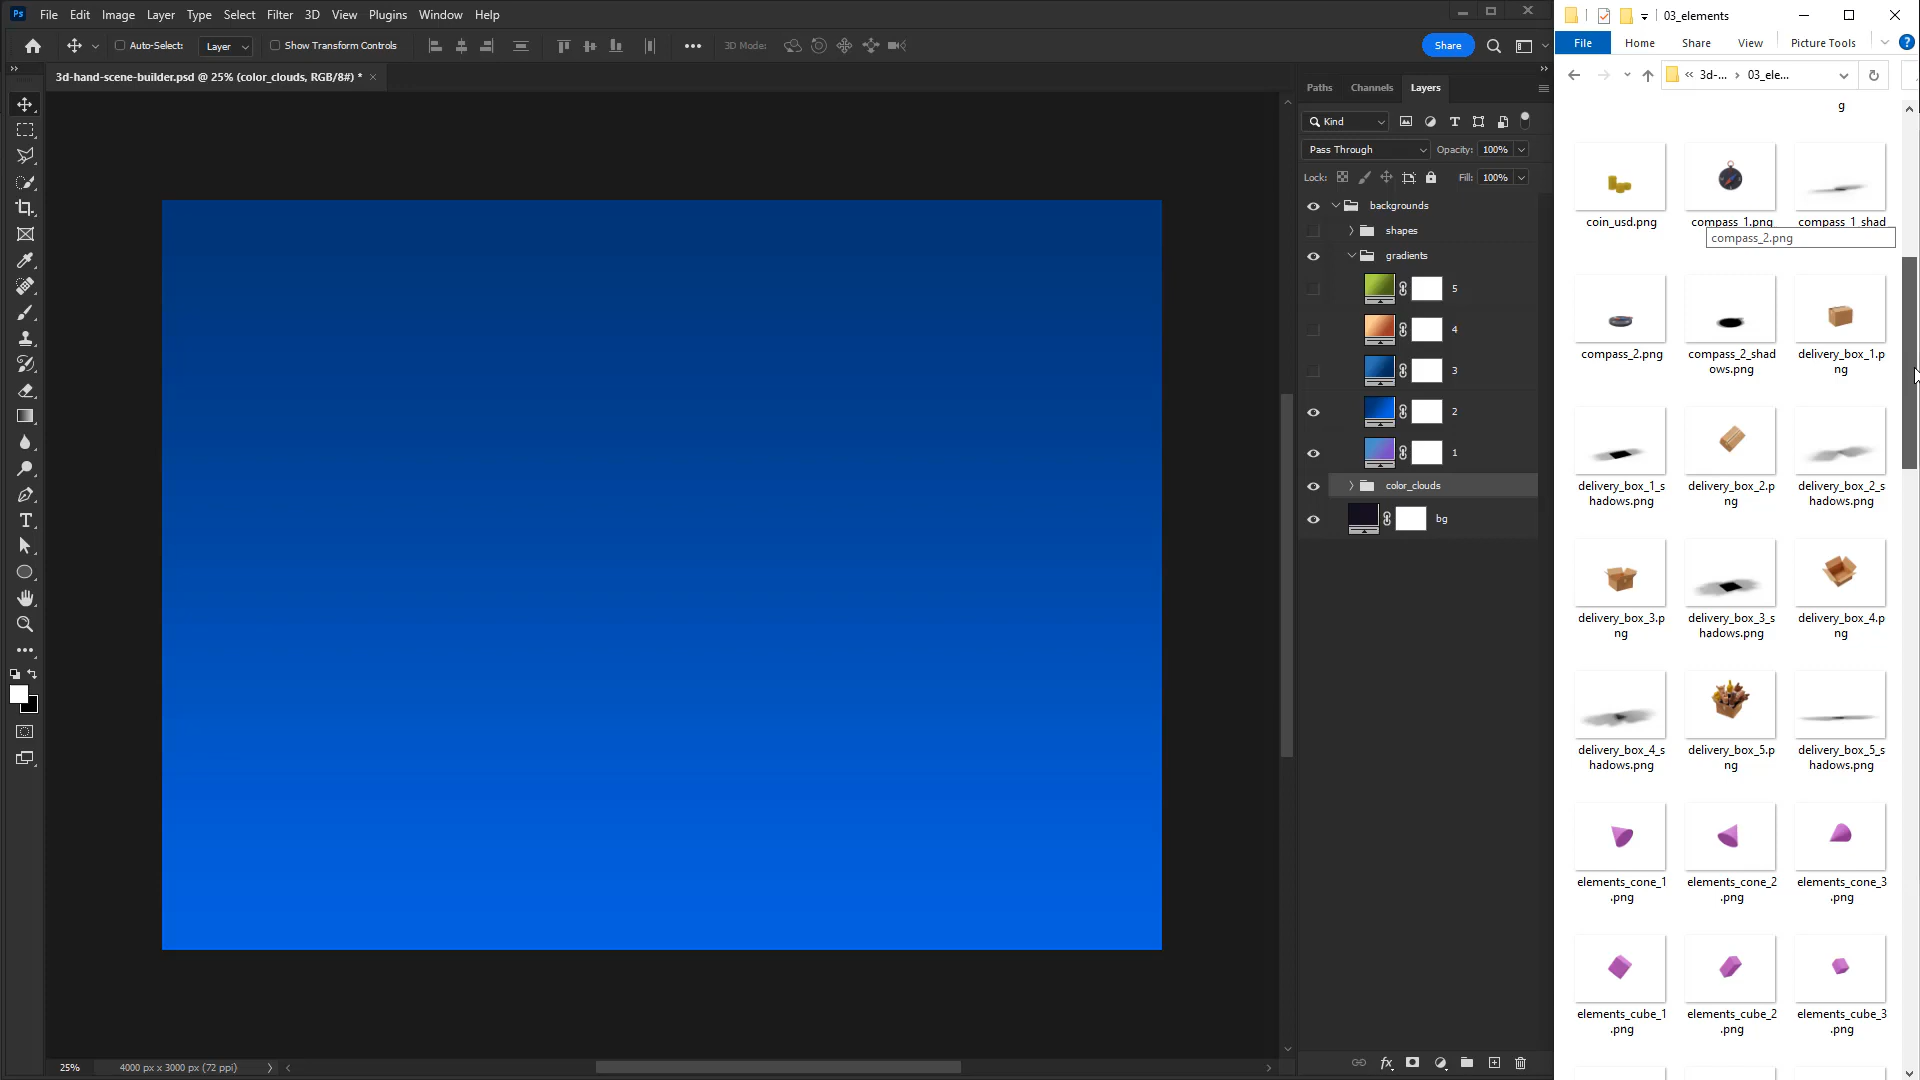 Ps File Edit Image Layer Type Select Filter 3D View Plugins Window Help
Auto-Select: Layer Show Transform Controls 3D Mode: Share
3d-hand-scene-builder.psd @ 25% (color_clouds, RGB/8#) *
Paths Channels Layers
Kind
Pass Through Opacity: 100%
Lock: Fill: 100%
backgrounds
shapes
gradients
5
4
3
2
1
color_clouds
bg
25% 4000 px x 3000 px (72 ppi)
03_elements
File Home Share View Picture Tools
« 3d-... › 03_ele...
g
coin_usd.png compass_1.png compass_1_shad
compass_2.png
compass_2.png compass_2_shad delivery_box_1.p
ows.png ng
delivery_box_1_s delivery_box_2.p delivery_box_2_s
hadows.png ng hadows.png
delivery_box_3.p delivery_box_3_s delivery_box_4.p
ng hadows.png ng
delivery_box_4_s delivery_box_5.p delivery_box_5_s
hadows.png ng hadows.png
elements_cone_1 elements_cone_2 elements_cone_3
.png .png .png
elements_cube_1 elements_cube_2 elements_cube_3
.png .png .png